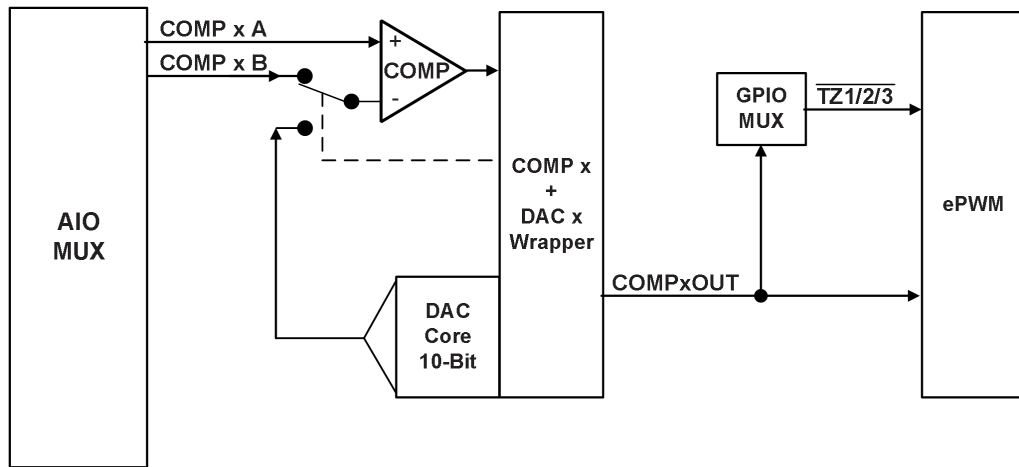 COMP x A
COMP x B
+
COMP
-
AIO
MUX
COMP x
+
DAC x
Wrapper
DAC
Core
10-Bit
COMPxOUT
GPIO
MUX
TZ1/2/3
ePWM